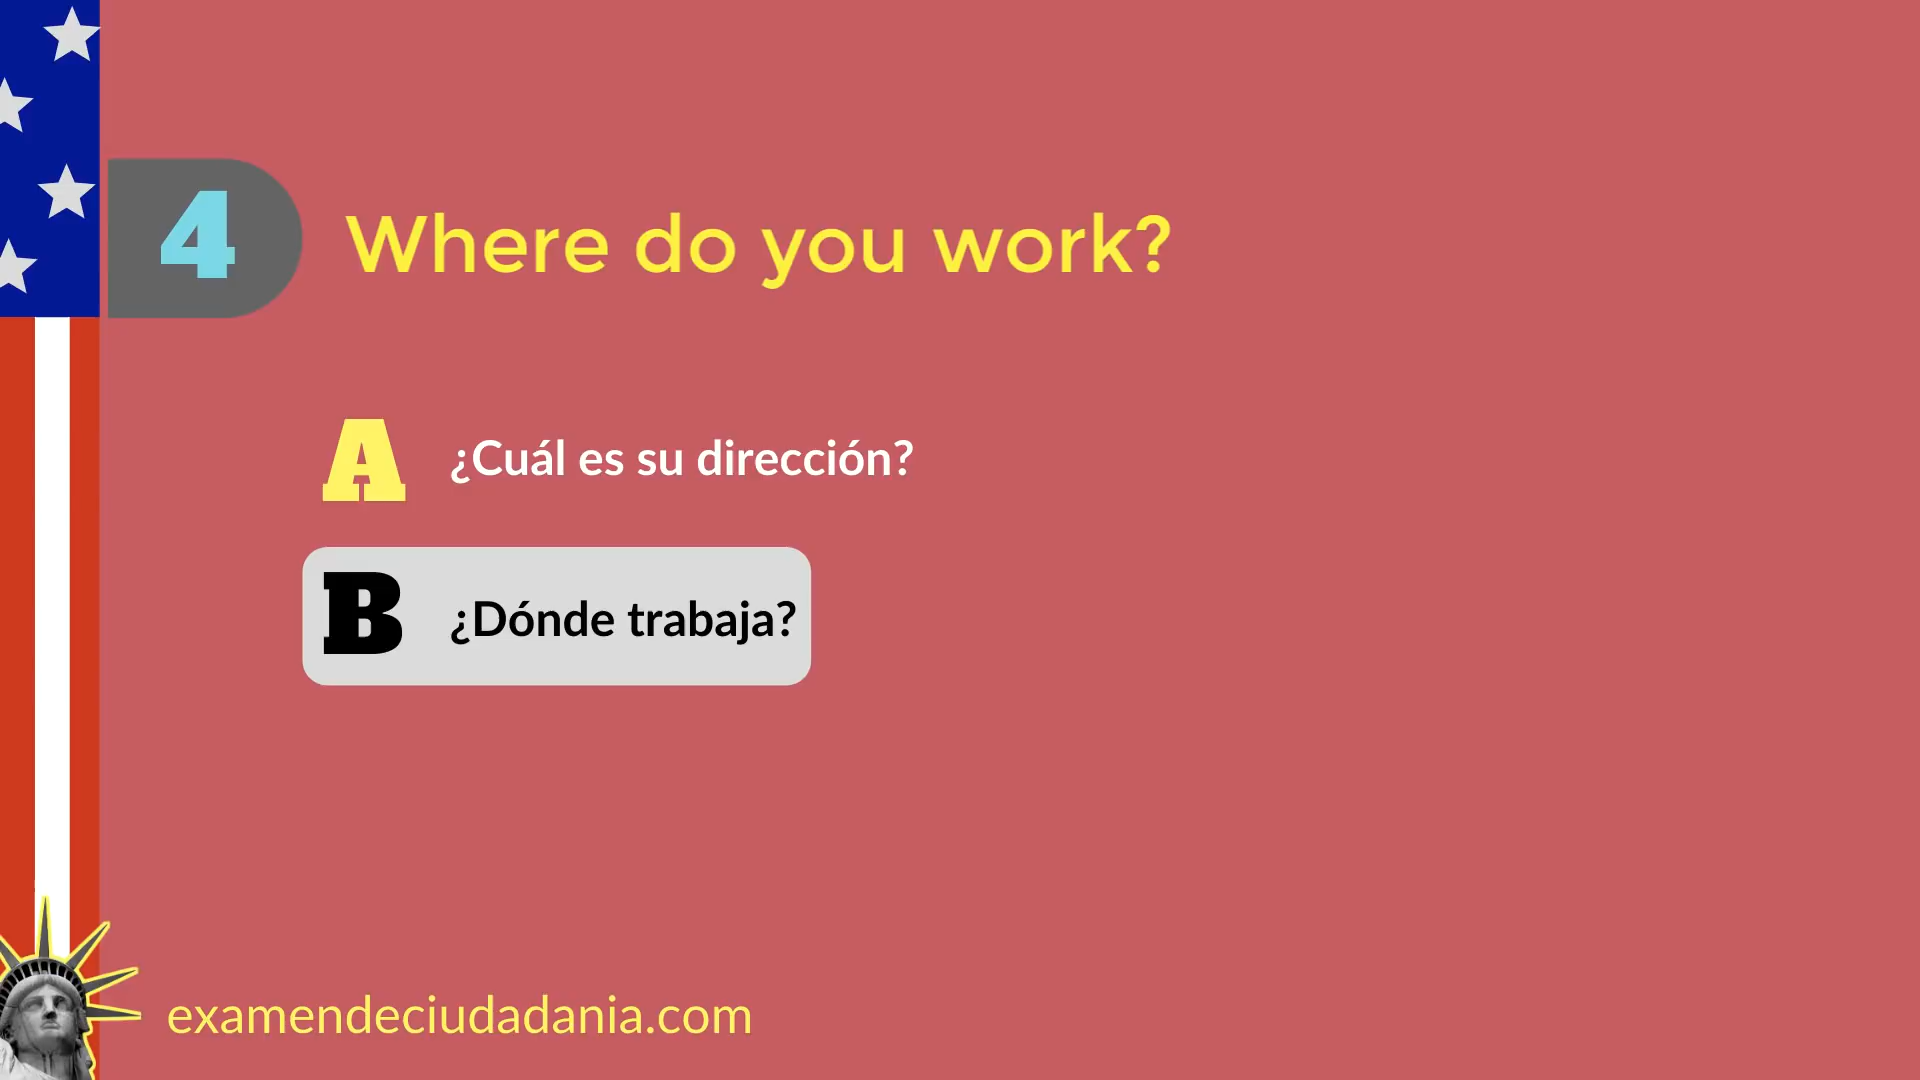 4 Where do you work?
A ¿Cuál es su dirección?
B ¿Dónde trabaja?
examendeciudadania.com